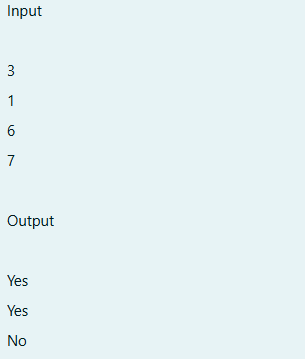 Input
3
1
6
7
Output
Yes
Yes
No